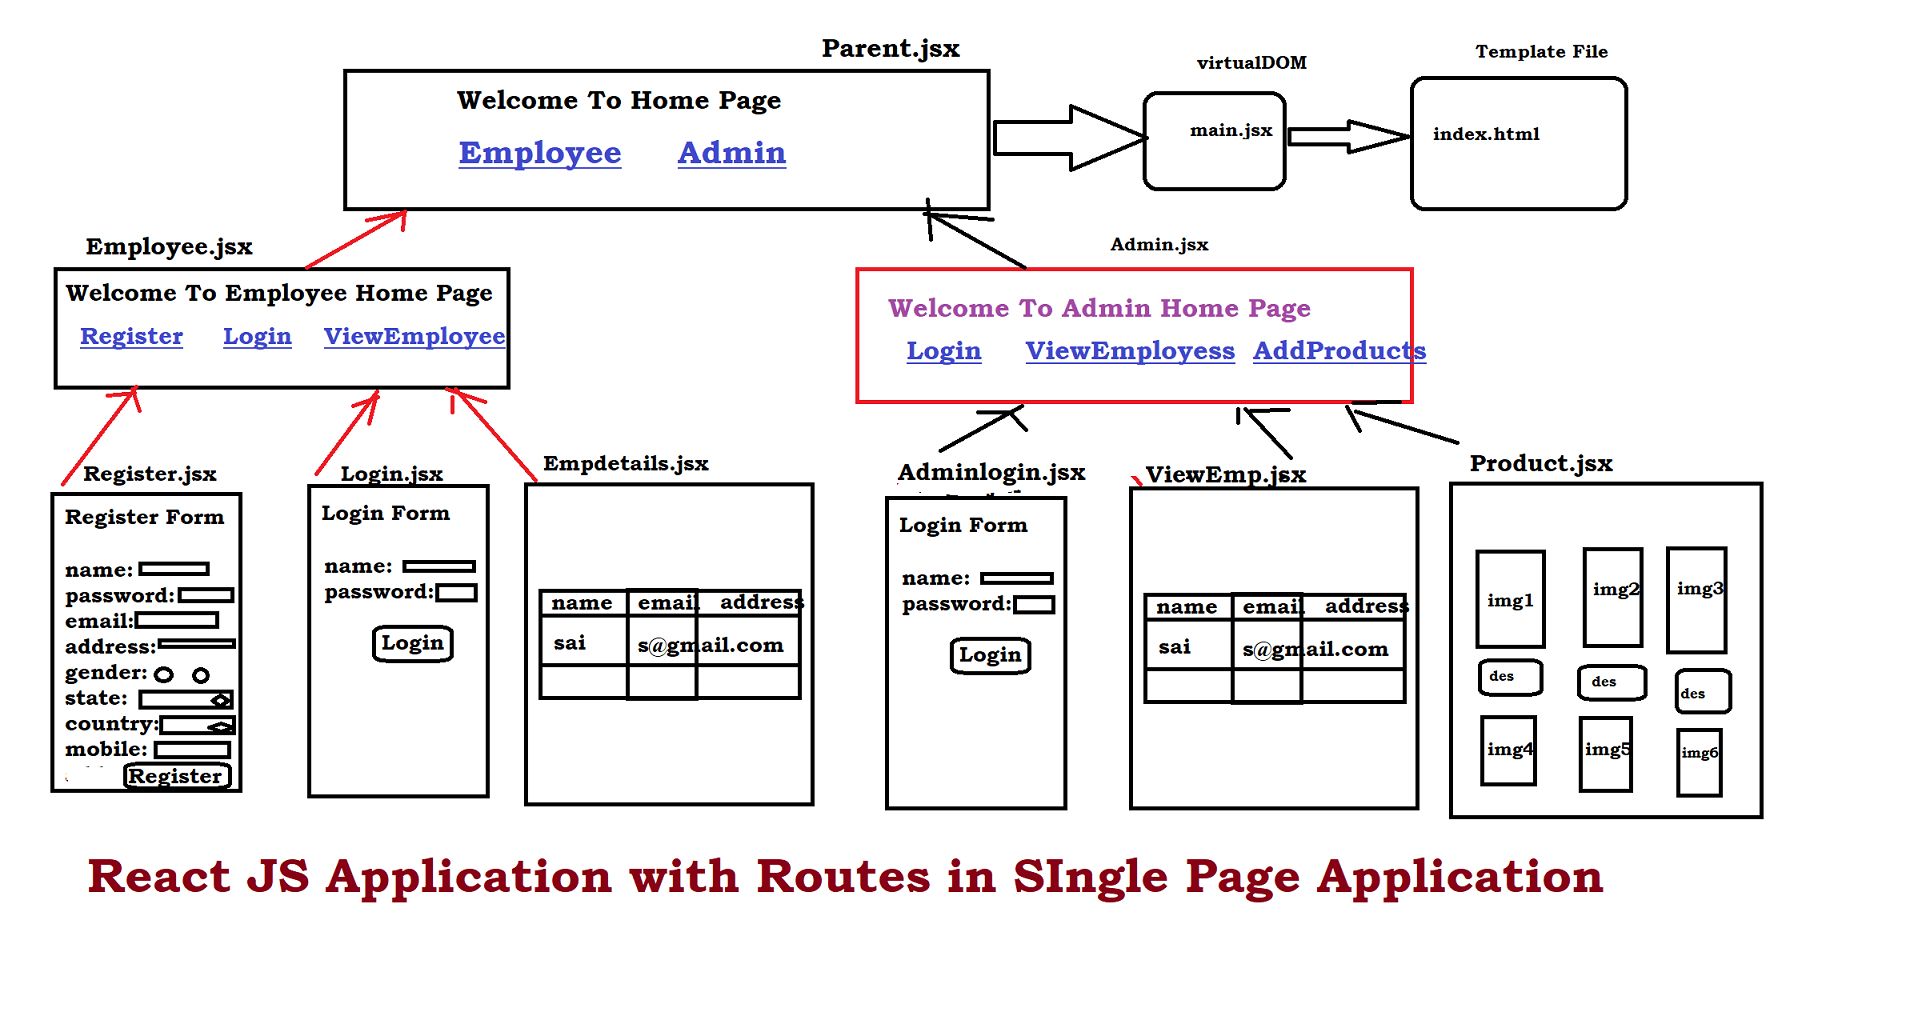 Parent.jsx
virtualDOM
Template File
Welcome To Home Page
Employee Admin
main.jsx
index.html
Employee.jsx
Welcome To Employee Home Page
Register Login ViewEmployee
Admin.jsx
Welcome To Admin Home Page
Login ViewEmployess AddProducts
Register.jsx
Register Form
name:
password:
email:
address:
gender:
state:
country:
mobile:
Register
Login.jsx
Login Form
name:
password:
Login
Empdetails.jsx
name email address
sai s@gmail.com
Adminlogin.jsx
Login Form
name:
password:
Login
ViewEmp.jsx
name email address
sai s@gmail.com
Product.jsx
img1 img2 img3
des des des
img4 img5 img6
React JS Application with Routes in SIngle Page Application